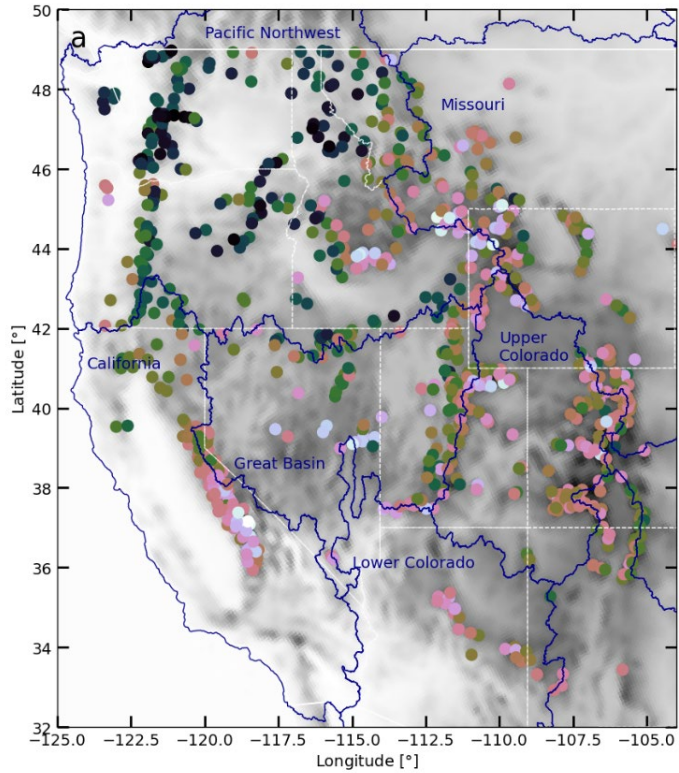 a
Pacific Northwest
Missouri
Upper
Colorado
California
Great Basin
Lower Colorado
50
48
46
44
42
40
38
36
34
32
Latitude [°]
−125.0 −122.5 −120.0 −117.5 −115.0 −112.5 −110.0 −107.5 −105.0
Longitude [°]